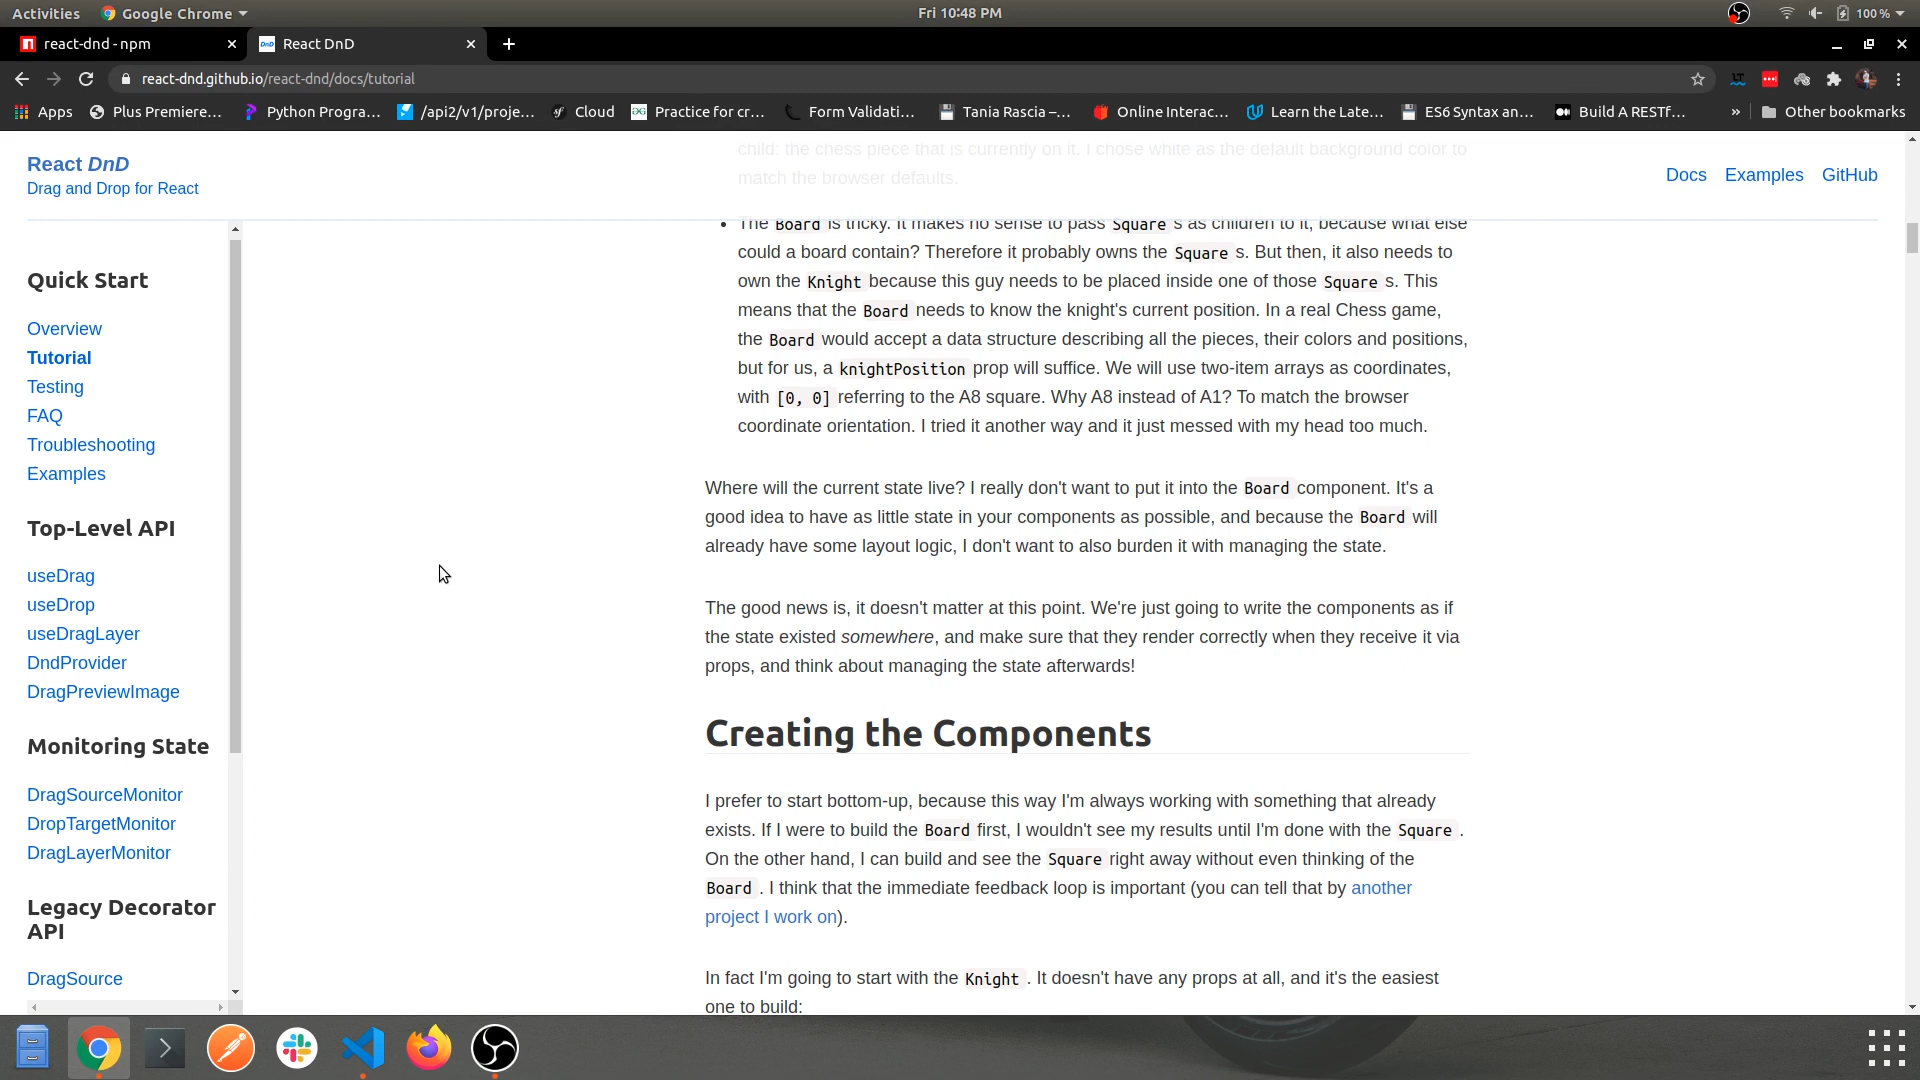 Activities
Google Chrome
Fri 10:48 PM
100 %
react-dnd - npm
React DnD
react-dnd.github.io/react-dnd/docs/tutorial
Apps
Plus Premiere...
Python Progra...
/api2/v1/proje...
Cloud
Practice for cr...
Form Validati...
Tania Rascia –...
Online Interac...
Learn the Late...
ES6 Syntax an...
Build A RESTf...
»
Other bookmarks
React DnD
Drag and Drop for React
Docs
Examples
GitHub
Quick Start
Overview
Tutorial
Testing
FAQ
Troubleshooting
Examples
Top-Level API
useDrag
useDrop
useDragLayer
DndProvider
DragPreviewImage
Monitoring State
DragSourceMonitor
DropTargetMonitor
DragLayerMonitor
Legacy Decorator
API
DragSource
child: the chess piece that is currently on it. I chose white as the default background color to
match the browser defaults.
• The Board is tricky. It makes no sense to pass Square s as children to it, because what else
could a board contain? Therefore it probably owns the Square s. But then, it also needs to
own the Knight because this guy needs to be placed inside one of those Square s. This
means that the Board needs to know the knight's current position. In a real Chess game,
the Board would accept a data structure describing all the pieces, their colors and positions,
but for us, a knightPosition prop will suffice. We will use two-item arrays as coordinates,
with [0, 0] referring to the A8 square. Why A8 instead of A1? To match the browser
coordinate orientation. I tried it another way and it just messed with my head too much.
Where will the current state live? I really don't want to put it into the Board component. It's a
good idea to have as little state in your components as possible, and because the Board will
already have some layout logic, I don't want to also burden it with managing the state.
The good news is, it doesn't matter at this point. We're just going to write the components as if
the state existed somewhere, and make sure that they render correctly when they receive it via
props, and think about managing the state afterwards!
Creating the Components
I prefer to start bottom-up, because this way I'm always working with something that already
exists. If I were to build the Board first, I wouldn't see my results until I'm done with the Square .
On the other hand, I can build and see the Square right away without even thinking of the
Board . I think that the immediate feedback loop is important (you can tell that by another
project I work on).
In fact I'm going to start with the Knight . It doesn't have any props at all, and it's the easiest
one to build: